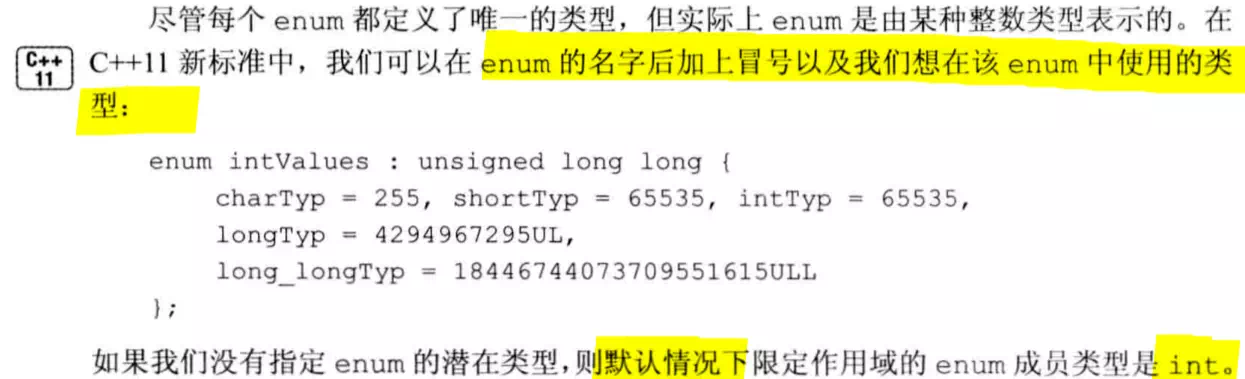 尽管每个 enum 都定义了唯一的类型，但实际上 enum 是由某种整数类型表示的。在
C++
11
C++11 新标准中，我们可以在 enum 的名字后加上冒号以及我们想在该 enum 中使用的类
型：
enum intValues : unsigned long long {
charTyp = 255, shortTyp = 65535, intTyp = 65535,
longTyp = 4294967295UL,
long_longTyp = 18446744073709551615ULL
};
如果我们没有指定 enum 的潜在类型，则默认情况下限定作用域的 enum 成员类型是 int。